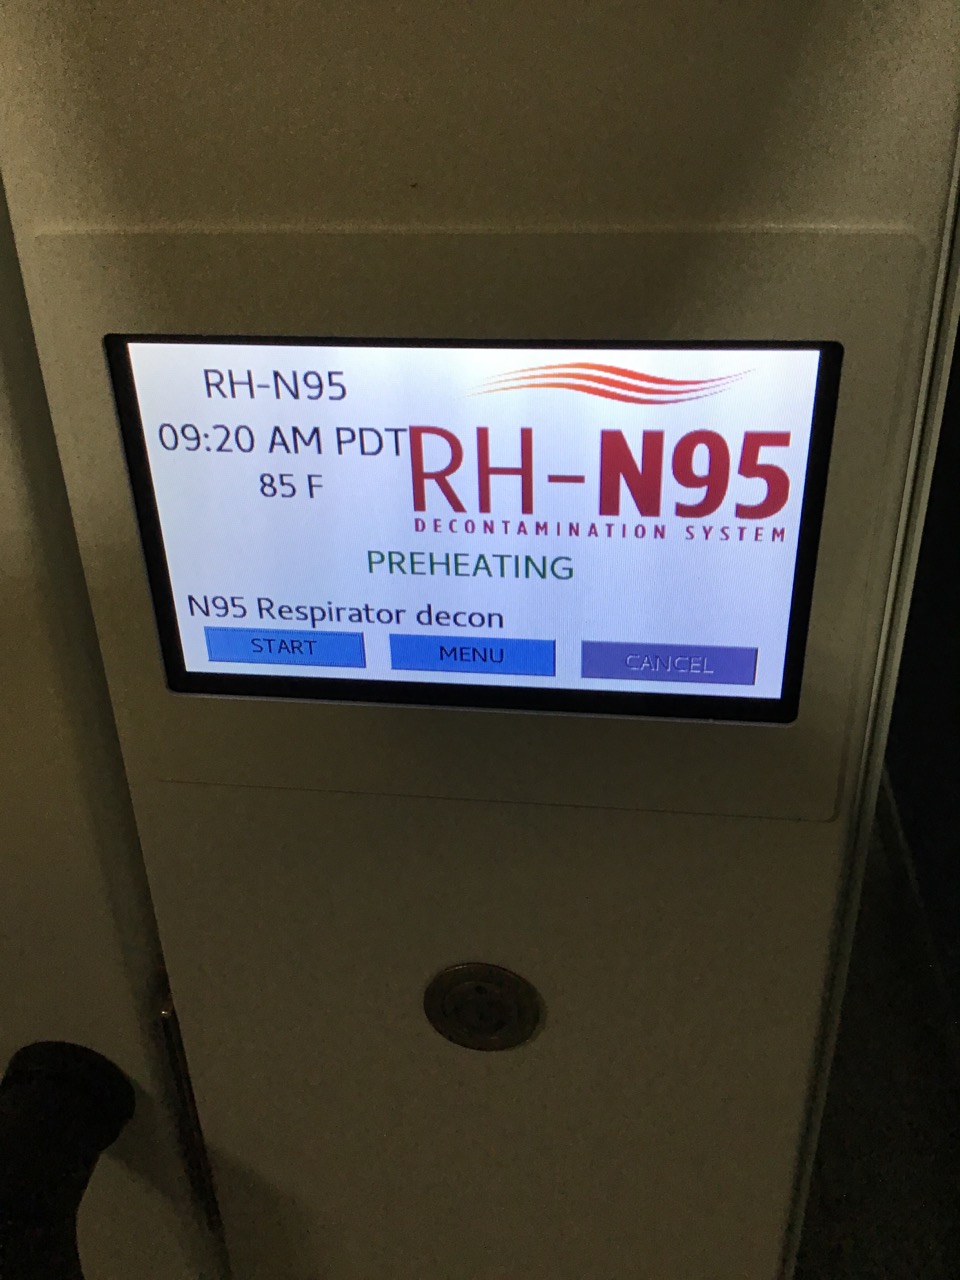 RH-N95
09:20 AM PDT
85 F
RH-N95
DECONTAMINATION SYSTEM
PREHEATING
N95 Respirator decon
START
MENU
CANCEL